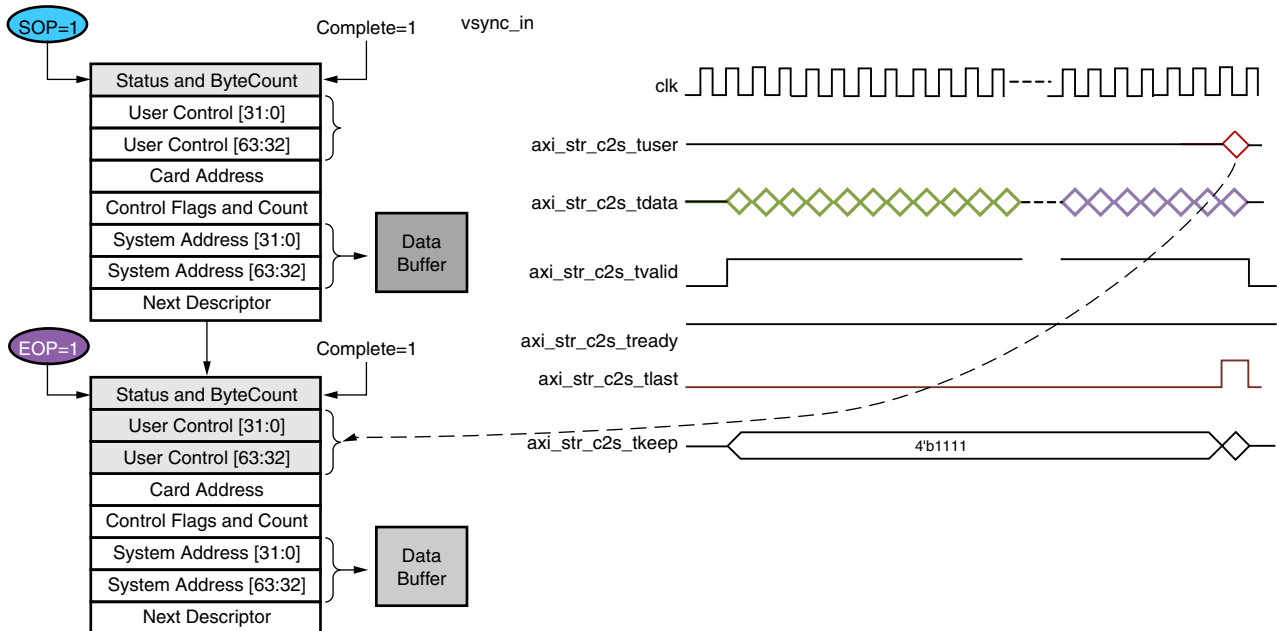 SOP=1
Complete=1
vsync_in
Status and ByteCount
User Control [31:0]
User Control [63:32]
Card Address
Control Flags and Count
System Address [31:0]
System Address [63:32]
Next Descriptor
Data
Buffer
EOP=1
Complete=1
Status and ByteCount
User Control [31:0]
User Control [63:32]
Card Address
Control Flags and Count
System Address [31:0]
System Address [63:32]
Next Descriptor
Data
Buffer
clk
axi_str_c2s_tuser
axi_str_c2s_tdata
axi_str_c2s_tvalid
axi_str_c2s_tready
axi_str_c2s_tlast
axi_str_c2s_tkeep
4'b1111